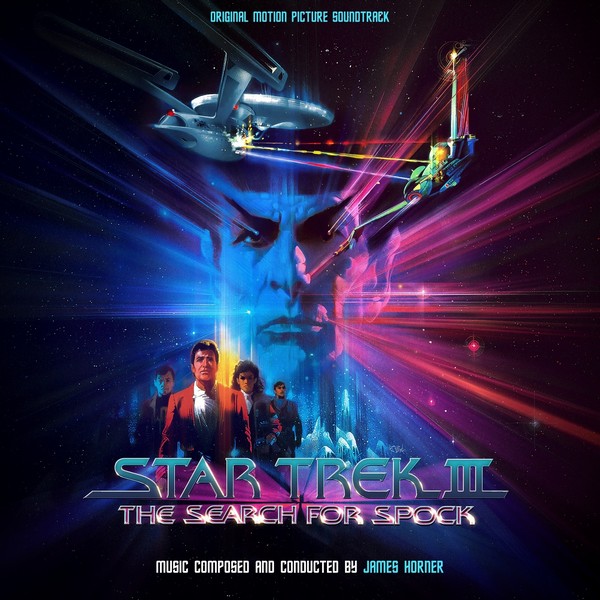 ORIGINAL MOTION PICTURE SOUNDTRACK
STAR TREK III
THE SEARCH FOR SPOCK
MUSIC COMPOSED AND CONDUCTED BY JAMES HORNER